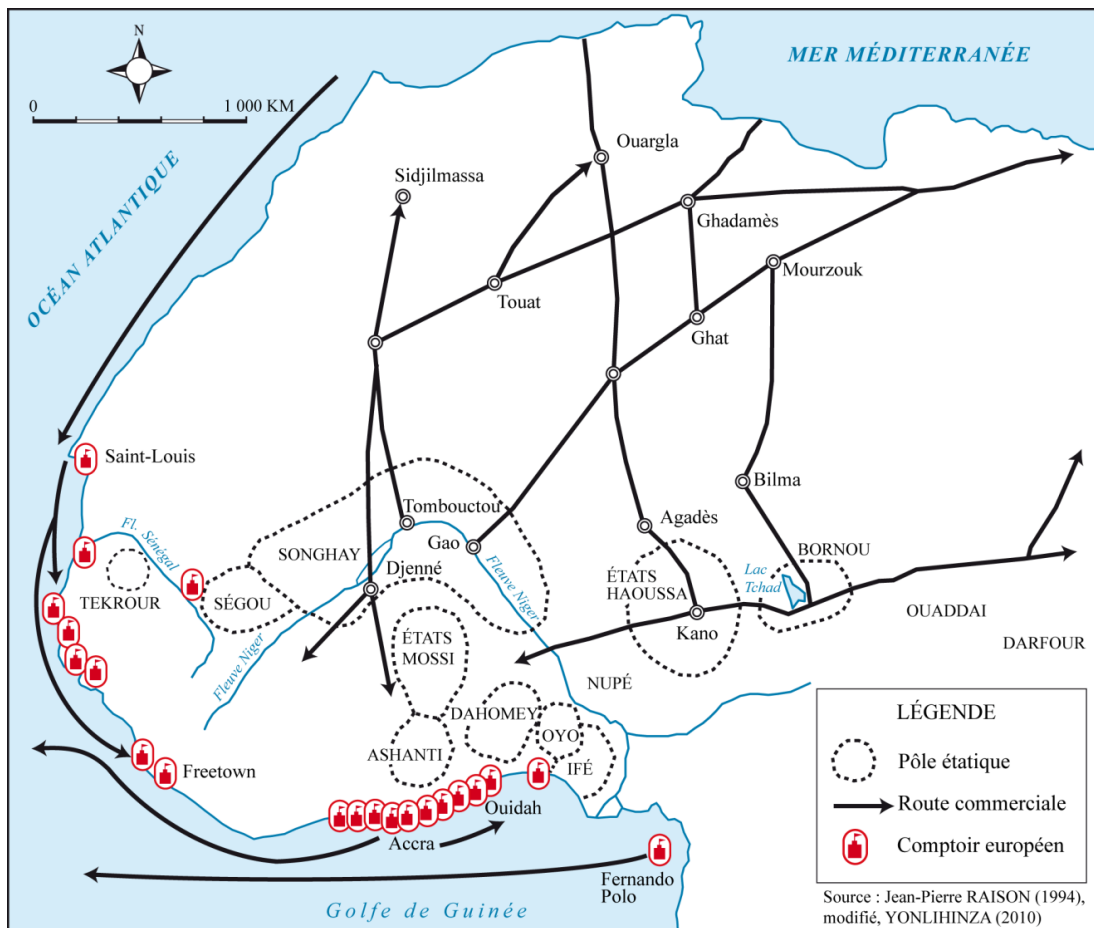 MER MÉDITERRANÉE
N
0
1 000 KM
OCÉAN ATLANTIQUE
Ouargla
Sidjilmassa
Ghadamès
Mourzouk
Touat
Ghat
Saint-Louis
Bilma
Tombouctou
Agadès
Fl. Sénégal
SONGHAY
Gao
BORNOU
Djenné
Fleuve Niger
ÉTATS
HAOUSSA
Lac
Tchad
TEKROUR
SÉGOU
OUADDAI
Kano
ÉTATS
MOSSI
DARFOUR
Fleuve Niger
NUPÉ
DAHOMEY
OYO
ASHANTI
IFÉ
Freetown
Ouidah
Accra
Fernando
Polo
Golfe de Guinée
LÉGENDE
Pôle étatique
Route commerciale
Comptoir européen
Source : Jean-Pierre RAISON (1994),
modifié, YONLIHINZA (2010)